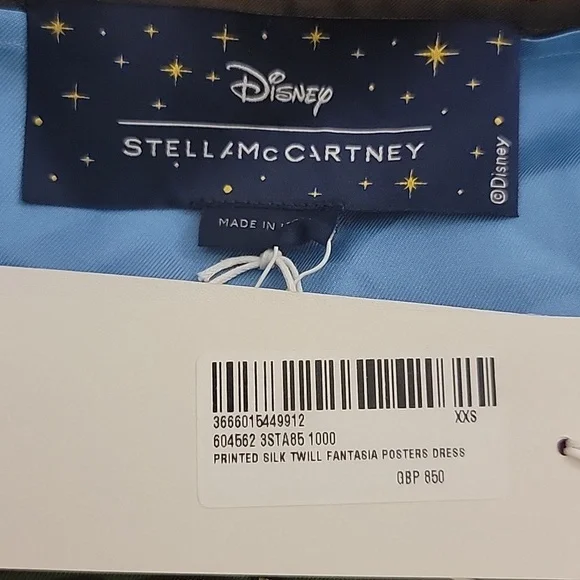 Disney
STELLA McCARTNEY
©Disney
MADE IN
3666015449912 XXS
604562 3STA85 1000
PRINTED SILK TWILL FANTASIA POSTERS DRESS
GBP 850